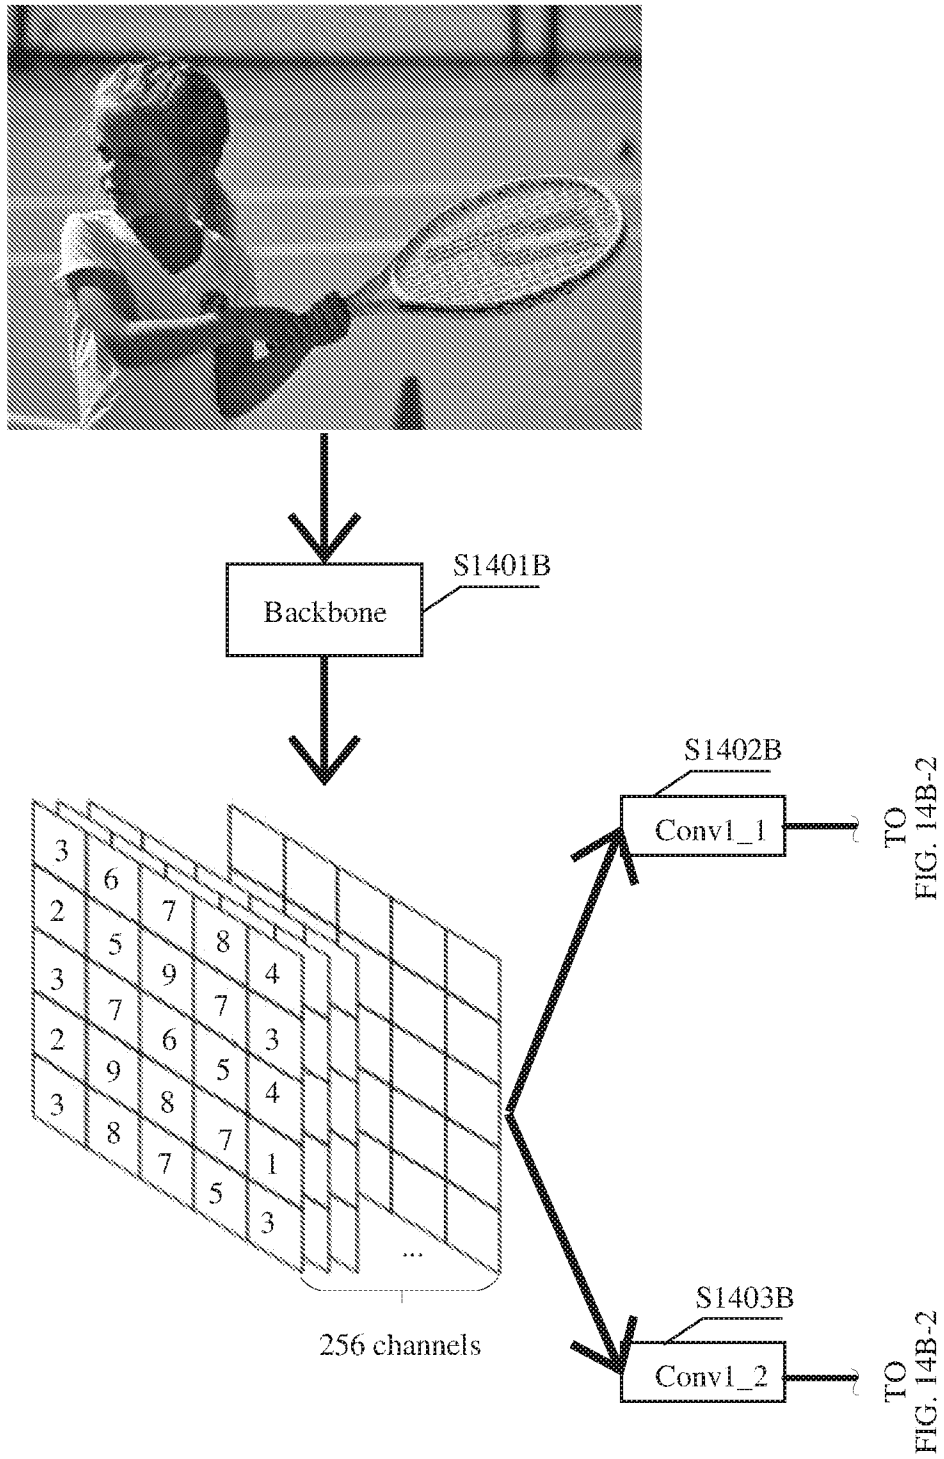 S1401B
Backbone
S1402B
Conv1_1
TO
FIG. 14B-2
3 6 7 8 4
2 5 9 7 3
3 7 6 5 4
2 9 8 7 1
3 8 7 5 3
...
256 channels
S1403B
Conv1_2
TO
FIG. 14B-2